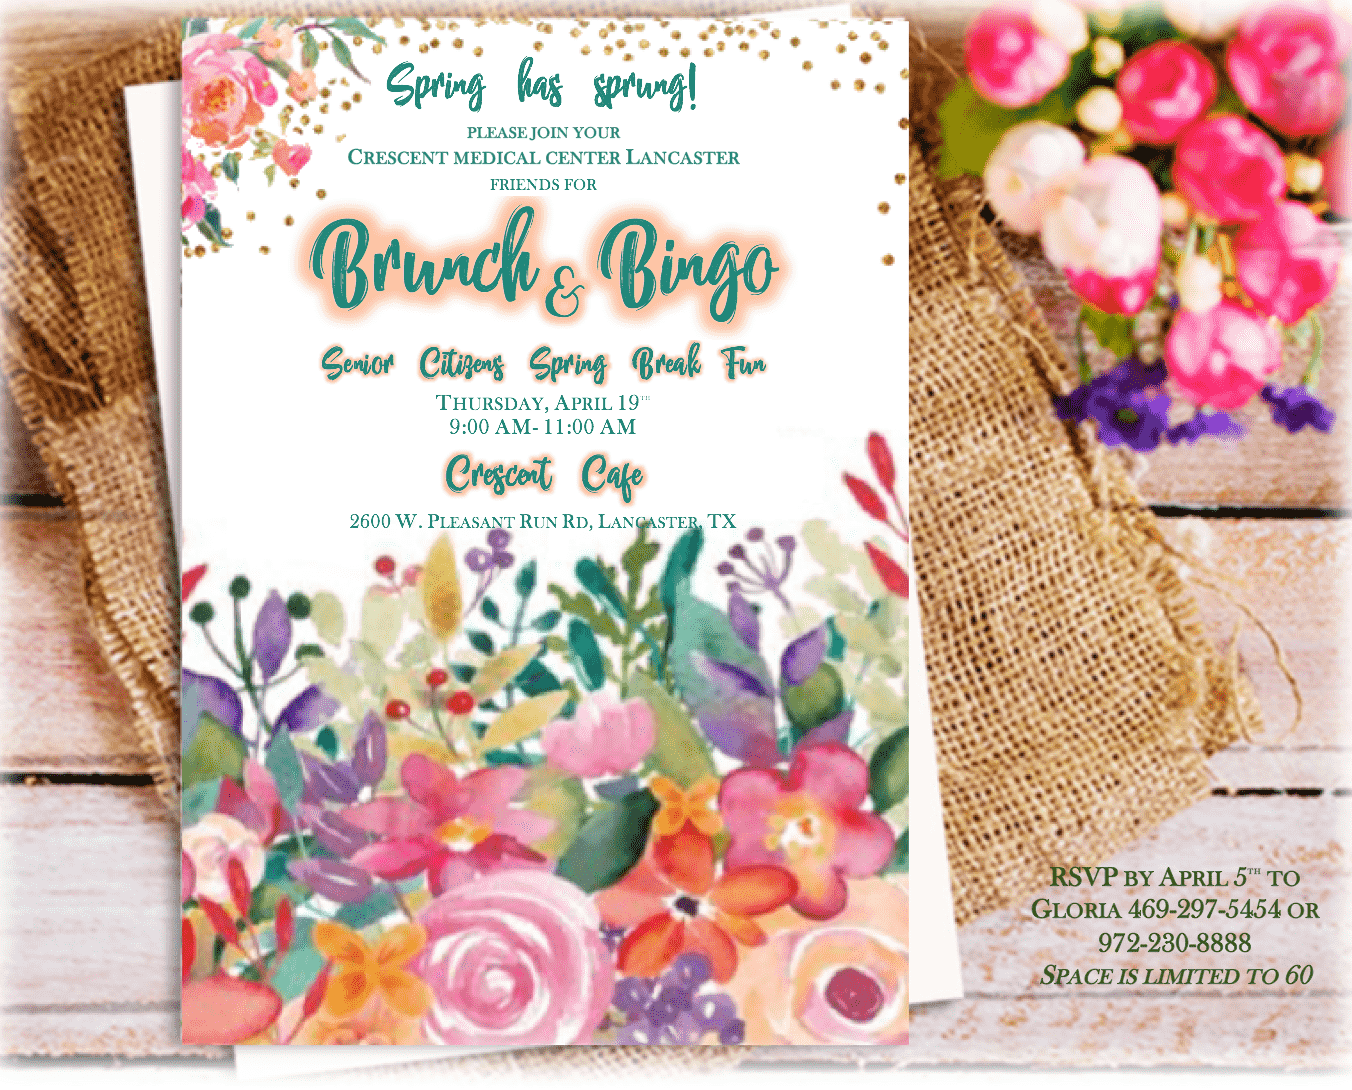 Spring has sprung!
PLEASE JOIN YOUR
CRESCENT MEDICAL CENTER LANCASTER
FRIENDS FOR
Brunch & Bingo
Senior Citizens Spring Break Fun
THURSDAY, APRIL 19TH
9:00 AM- 11:00 AM
Crescent Cafe
2600 W. PLEASANT RUN RD, LANCASTER, TX
RSVP BY APRIL 5TH TO
GLORIA 469-297-5454 OR
972-230-8888
SPACE IS LIMITED TO 60